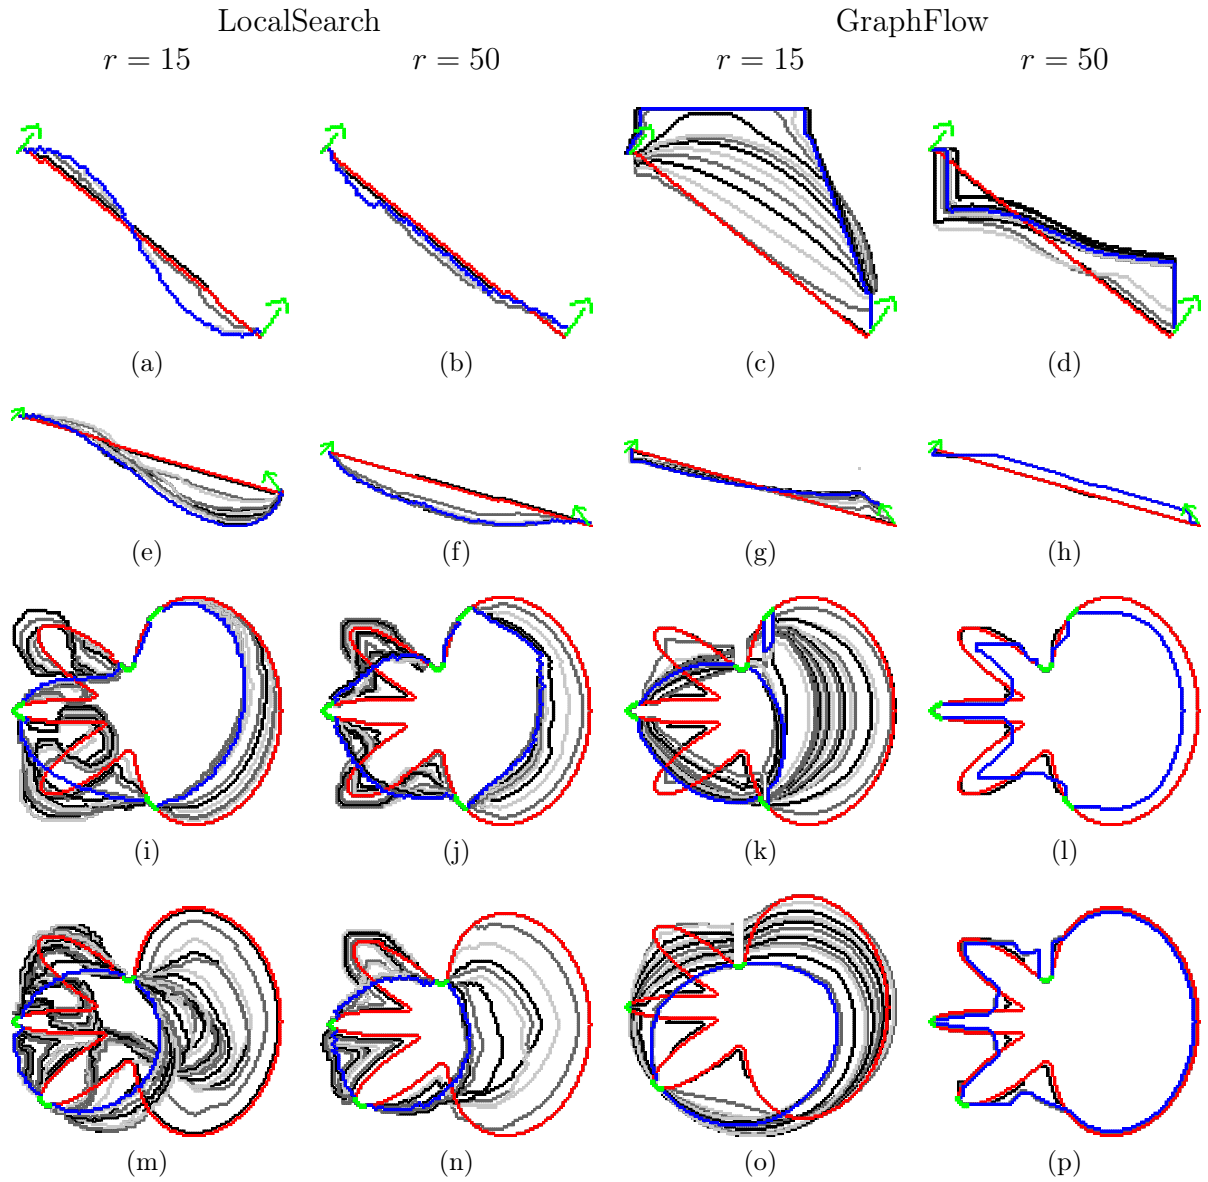 LocalSearch GraphFlow
r = 15 r = 50 r = 15 r = 50
(a) (b) (c) (d)
(e) (f) (g) (h)
(i) (j) (k) (l)
(m) (n) (o) (p)